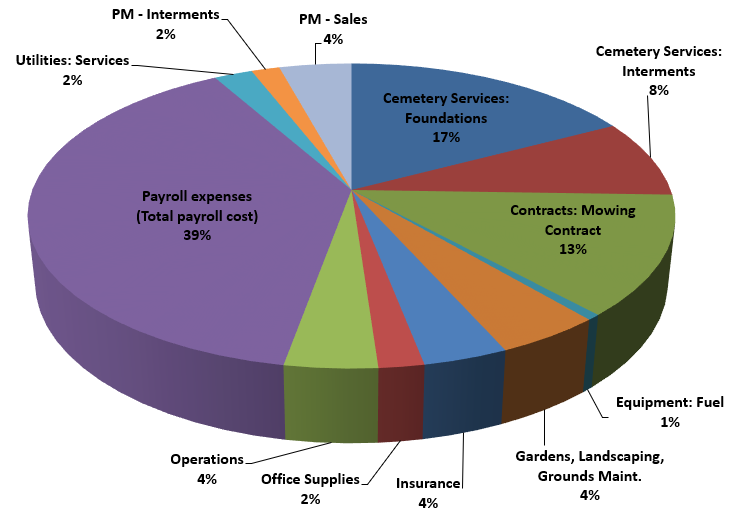 PM - Sales
4%
Cemetery Services:
Foundations
17%
Cemetery Services:
Interments
8%
Contracts: Mowing
Contract
13%
Equipment: Fuel
1%
Gardens, Landscaping,
Grounds Maint.
4%
Insurance
4%
Office Supplies
2%
Operations
4%
Payroll expenses
(Total payroll cost)
39%
Utilities: Services
2%
PM - Interments
2%